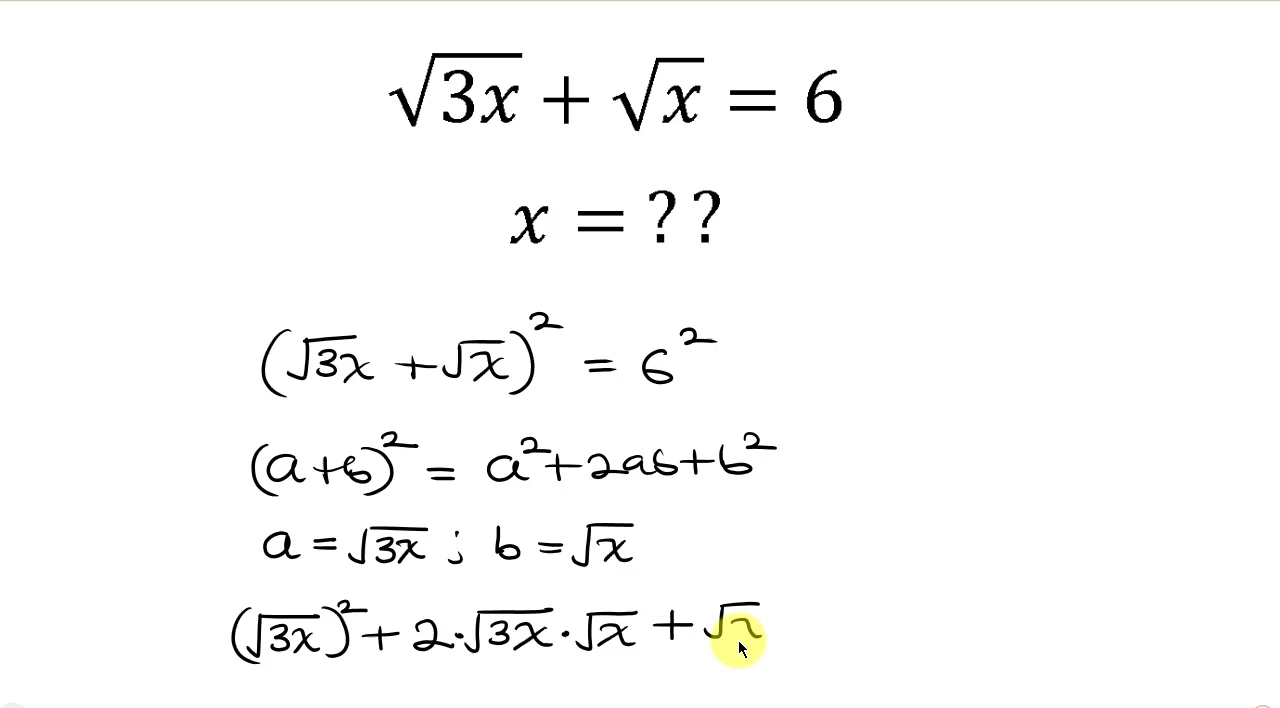 √3x + √x = 6
x = ??
(√3x + √x)² = 6²
(a+b)² = a²+2ab+b²
a = √3x ; b = √x
(√3x)² + 2·√3x·√x + √x